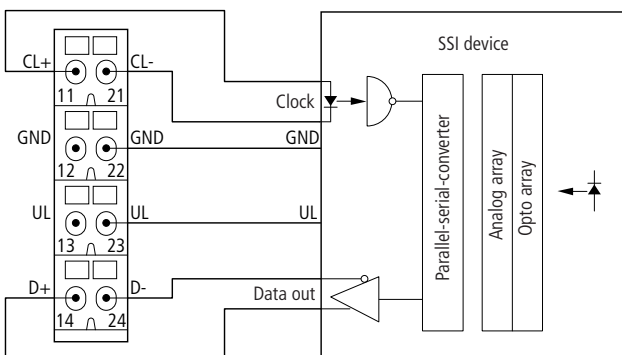 SSI device
CL+
CL-
11
21
Clock
GND
GND
GND
12
22
UL
UL
UL
13
23
D+
D-
Data out
14
24
Parallel-serial-converter
Analog array
Opto array